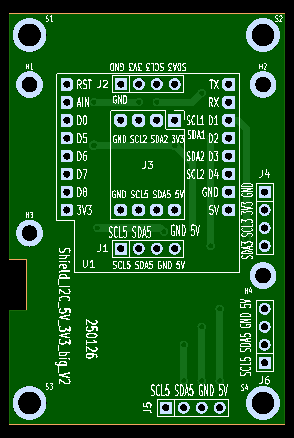 S1
S2
H1
H2
GND SCL3 3V3 SDA3
J2
GND
RST
AIN
D0
D5
D6
D7
D8
3V3
TX
RX
D1
D2
D3
D4
GND
5V
SCL1
SDA1
SDA2
SCL2
GND SCL2 SDA2 3V3
J3
GND SCL5 SDA5 5V
J4
SDA3 SCL3 3V3 GND
H3
SCL5 SDA5 GND 5V
J1
SCL5 SDA5 GND 5V
U1
H4
Shield_I2C_5V_3V3_big_V2
250126
SCL5 SDA5 GND 5V
J6
S3
S4
SCL5 SDA5 GND 5V
J5